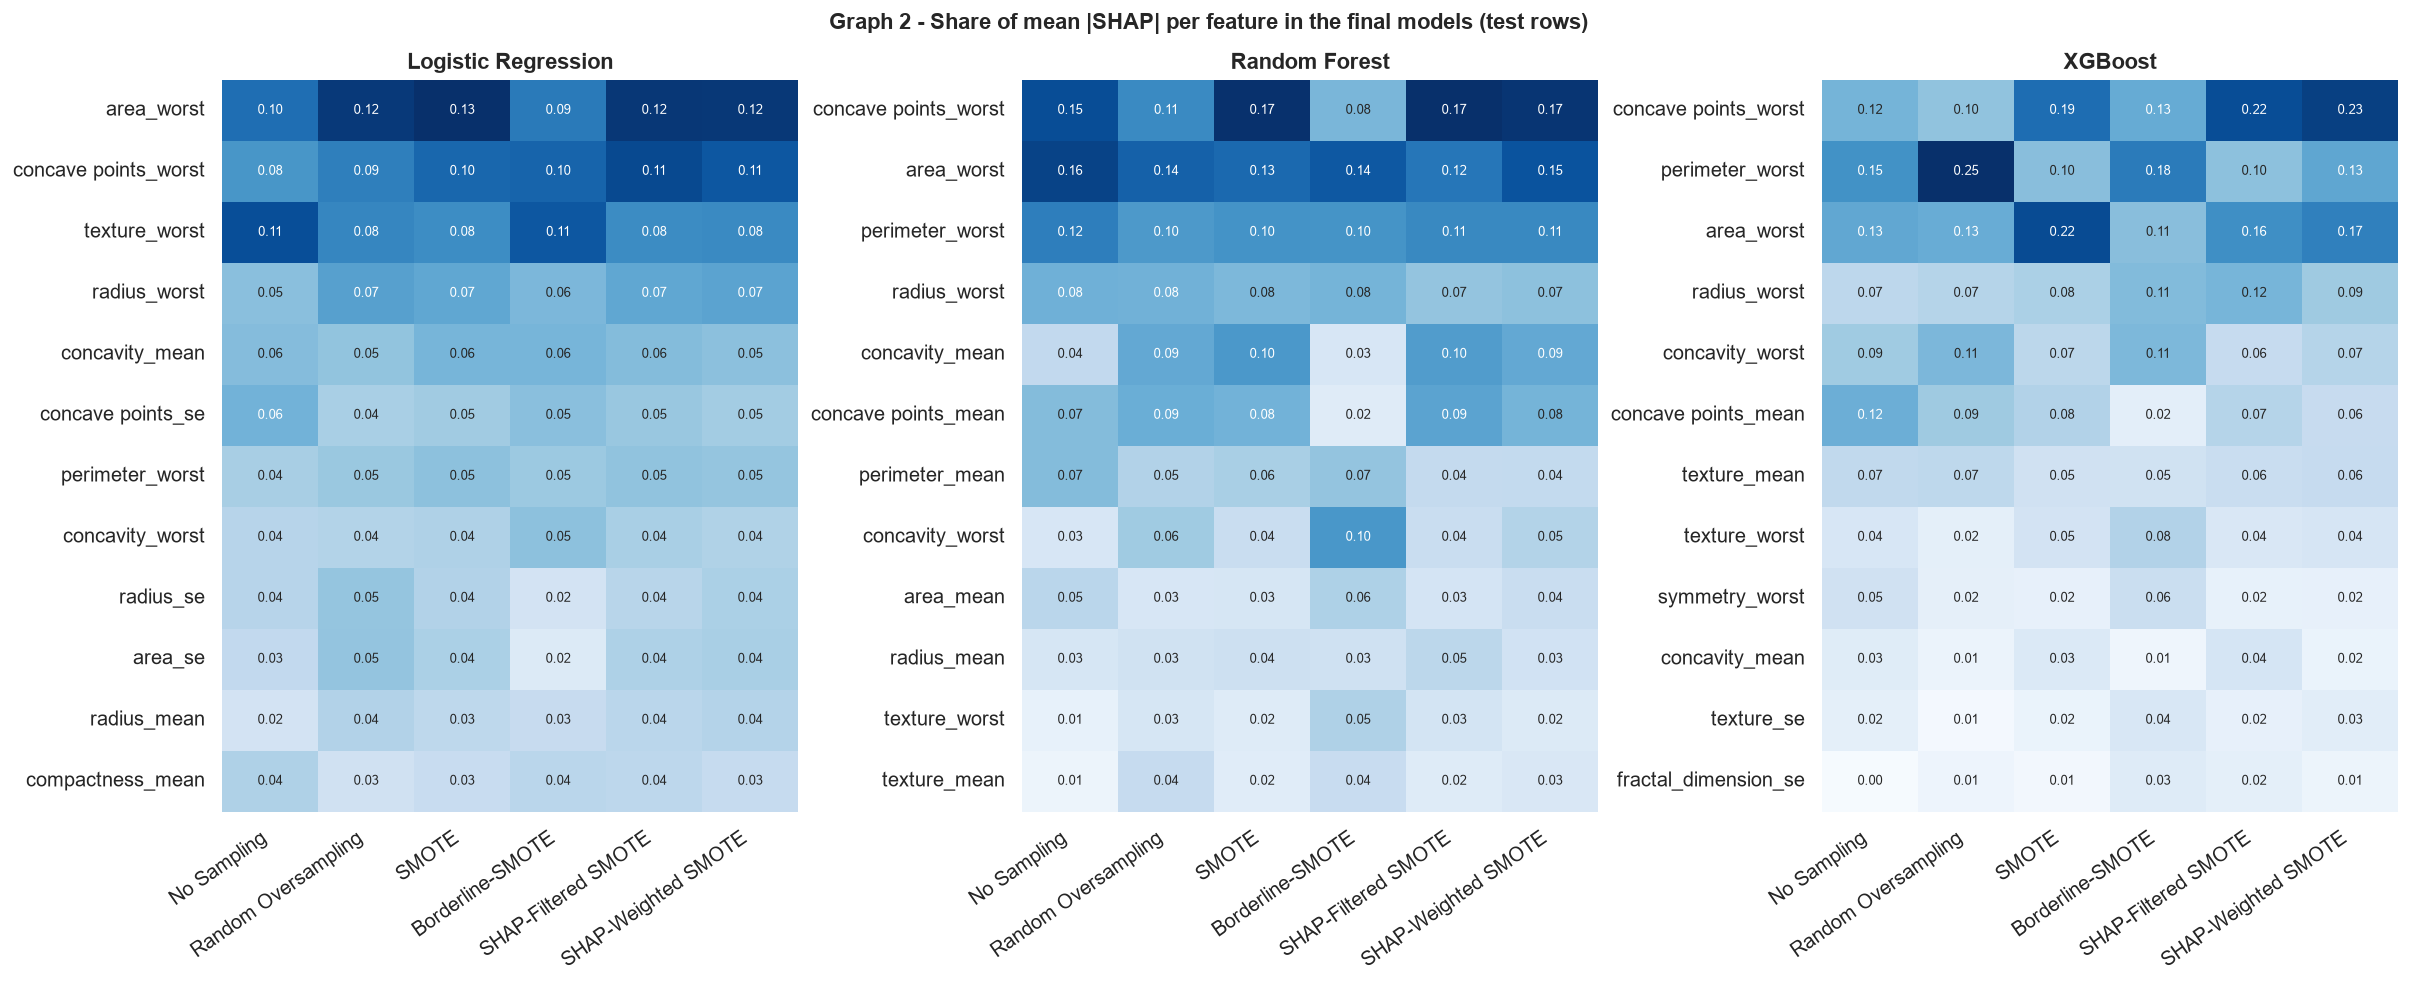 Graph 2 - Share of mean |SHAP| per feature in the final models (test rows)
Logistic Regression
area_worst 0.10 0.12 0.13 0.09 0.12 0.12
concave points_worst 0.08 0.09 0.10 0.10 0.11 0.11
texture_worst 0.11 0.08 0.08 0.11 0.08 0.08
radius_worst 0.05 0.07 0.07 0.06 0.07 0.07
concavity_mean 0.06 0.05 0.06 0.06 0.06 0.05
concave points_se 0.06 0.04 0.05 0.05 0.05 0.05
perimeter_worst 0.04 0.05 0.05 0.05 0.05 0.05
concavity_worst 0.04 0.04 0.04 0.05 0.04 0.04
radius_se 0.04 0.05 0.04 0.02 0.04 0.04
area_se 0.03 0.05 0.04 0.02 0.04 0.04
radius_mean 0.02 0.04 0.03 0.03 0.04 0.04
compactness_mean 0.04 0.03 0.03 0.04 0.04 0.03
No Sampling
Random Oversampling
SMOTE
Borderline-SMOTE
SHAP-Filtered SMOTE
SHAP-Weighted SMOTE
Random Forest
concave points_worst 0.15 0.11 0.17 0.08 0.17 0.17
area_worst 0.16 0.14 0.13 0.14 0.12 0.15
perimeter_worst 0.12 0.10 0.10 0.10 0.11 0.11
radius_worst 0.08 0.08 0.08 0.08 0.07 0.07
concavity_mean 0.04 0.09 0.10 0.03 0.10 0.09
concave points_mean 0.07 0.09 0.08 0.02 0.09 0.08
perimeter_mean 0.07 0.05 0.06 0.07 0.04 0.04
concavity_worst 0.03 0.06 0.04 0.10 0.04 0.05
area_mean 0.05 0.03 0.03 0.06 0.03 0.04
radius_mean 0.03 0.03 0.04 0.03 0.05 0.03
texture_worst 0.01 0.03 0.02 0.05 0.03 0.02
texture_mean 0.01 0.04 0.02 0.04 0.02 0.03
No Sampling
Random Oversampling
SMOTE
Borderline-SMOTE
SHAP-Filtered SMOTE
SHAP-Weighted SMOTE
XGBoost
concave points_worst 0.12 0.10 0.19 0.13 0.22 0.23
perimeter_worst 0.15 0.25 0.10 0.18 0.10 0.13
area_worst 0.13 0.13 0.22 0.11 0.16 0.17
radius_worst 0.07 0.07 0.08 0.11 0.12 0.09
concavity_worst 0.09 0.11 0.07 0.11 0.06 0.07
concave points_mean 0.12 0.09 0.08 0.02 0.07 0.06
texture_mean 0.07 0.07 0.05 0.05 0.06 0.06
texture_worst 0.04 0.02 0.05 0.08 0.04 0.04
symmetry_worst 0.05 0.02 0.02 0.06 0.02 0.02
concavity_mean 0.03 0.01 0.03 0.01 0.04 0.02
texture_se 0.02 0.01 0.02 0.04 0.02 0.03
fractal_dimension_se 0.00 0.01 0.01 0.03 0.02 0.01
No Sampling
Random Oversampling
SMOTE
Borderline-SMOTE
SHAP-Filtered SMOTE
SHAP-Weighted SMOTE